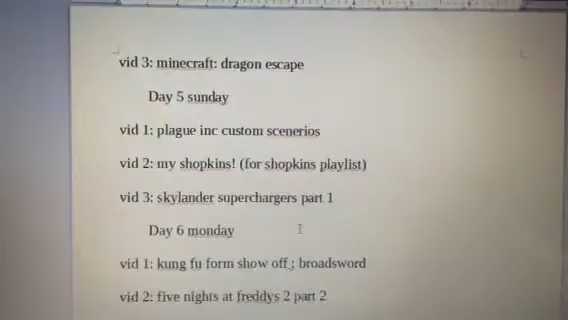 vid 3: minecraft: dragon escape
Day 5 sunday
vid 1: plague inc custom scenerios
vid 2: my shopkins! (for shopkins playlist)
vid 3: skylander superchargers part 1
Day 6 monday
vid 1: kung fu form show off ; broadsword
vid 2: five nights at freddys 2 part 2